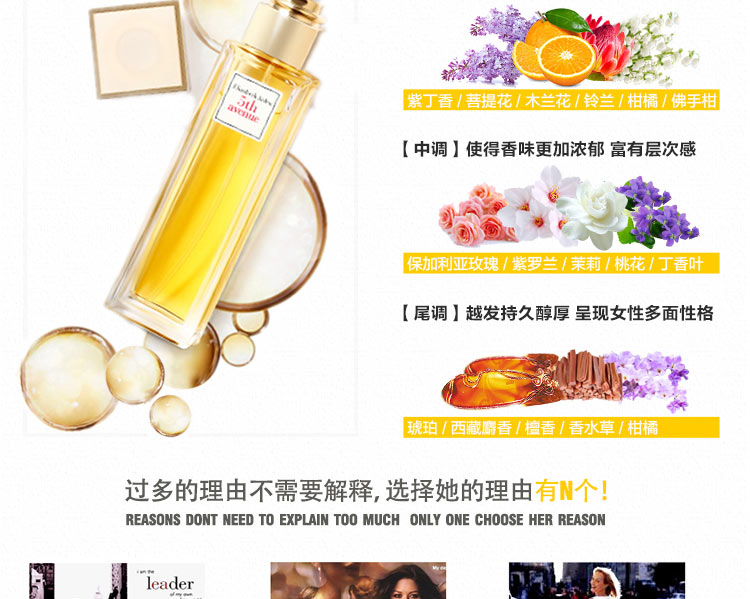 Elizabeth Arden
5th
avenue
紫丁香 / 菩提花 / 木兰花 / 铃兰 / 柑橘 / 佛手柑
【 中调 】使得香味更加浓郁 富有层次感
保加利亚玫瑰 / 紫罗兰 / 茉莉 / 桃花 / 丁香叶
【 尾调 】越发持久醇厚 呈现女性多面性格
琥珀 / 西藏麝香 / 檀香 / 香水草 / 柑橘
过多的理由不需要解释, 选择她的理由有N个!
REASONS DONT NEED TO EXPLAIN TOO MUCH ONLY ONE CHOOSE HER REASON
i am the
leader
of my own